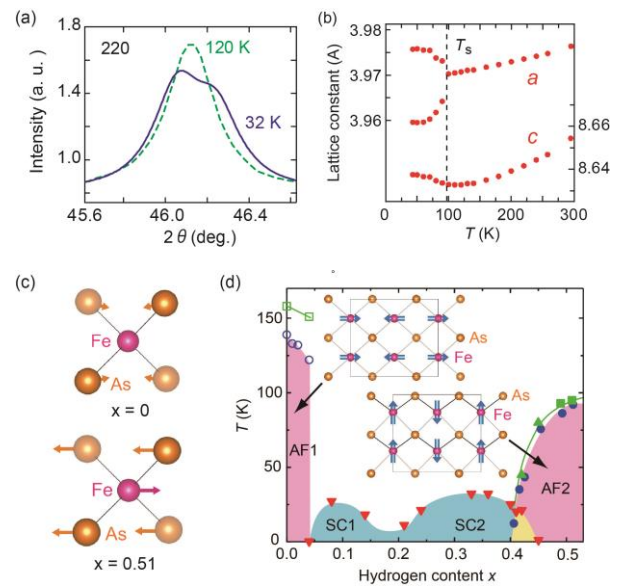 (a)
220
120 K
32 K
Intensity (a. u.)
1.8
1.4
1.0
45.6
46.0
46.4
2 θ (deg.)
(b)
Lattice constant (A)
3.98
3.97
3.96
Ts
a
c
8.66
8.64
0
100
200
300
T (K)
(c)
Fe
As
x = 0
Fe
As
x = 0.51
(d)
T (K)
150
100
50
0
As
Fe
As
Fe
AF1
AF2
SC1
SC2
0.0
0.1
0.2
0.3
0.4
0.5
Hydrogen content x